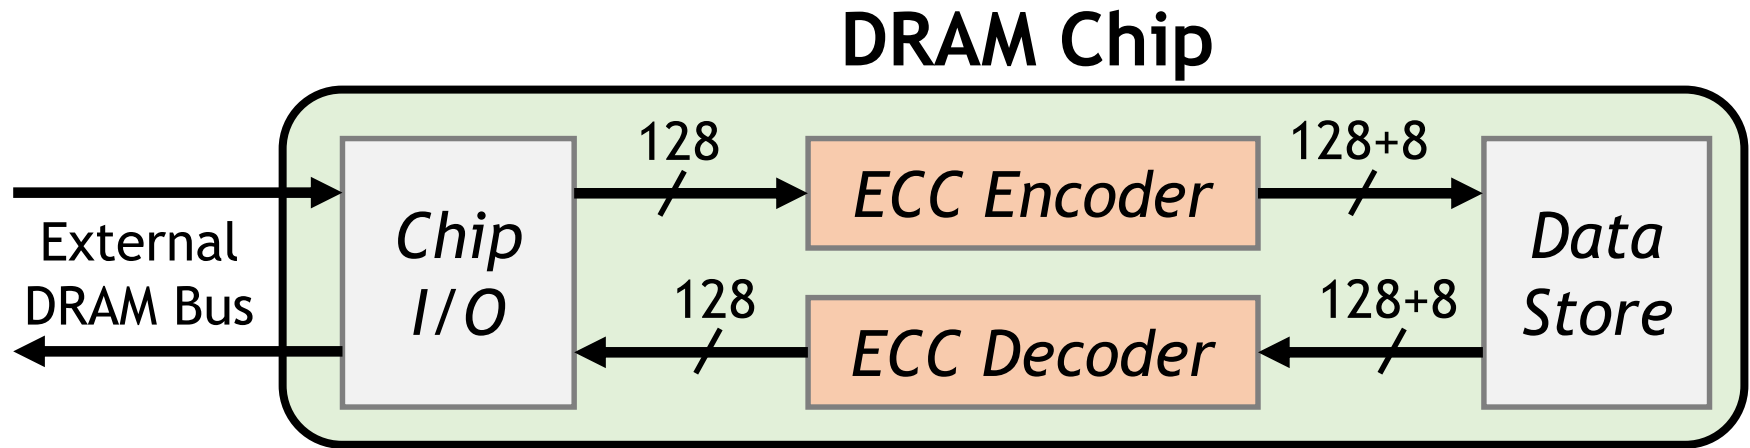 DRAM Chip
128
128+8
ECC Encoder
External
DRAM Bus
Chip
I/O
Data
Store
128
128+8
ECC Decoder